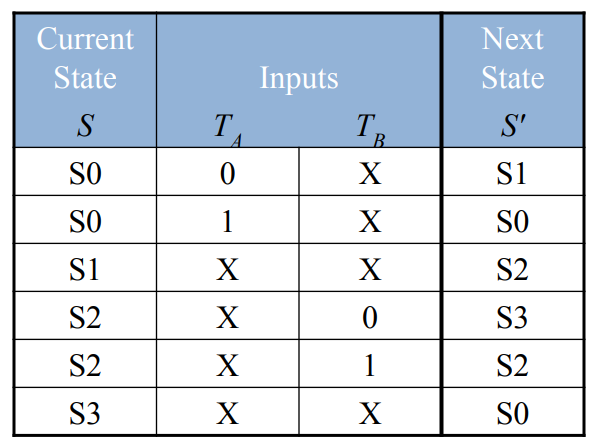 Current State Inputs Next State
S T_A T_B S'
S0 0 X S1
S0 1 X S0
S1 X X S2
S2 X 0 S3
S2 X 1 S2
S3 X X S0